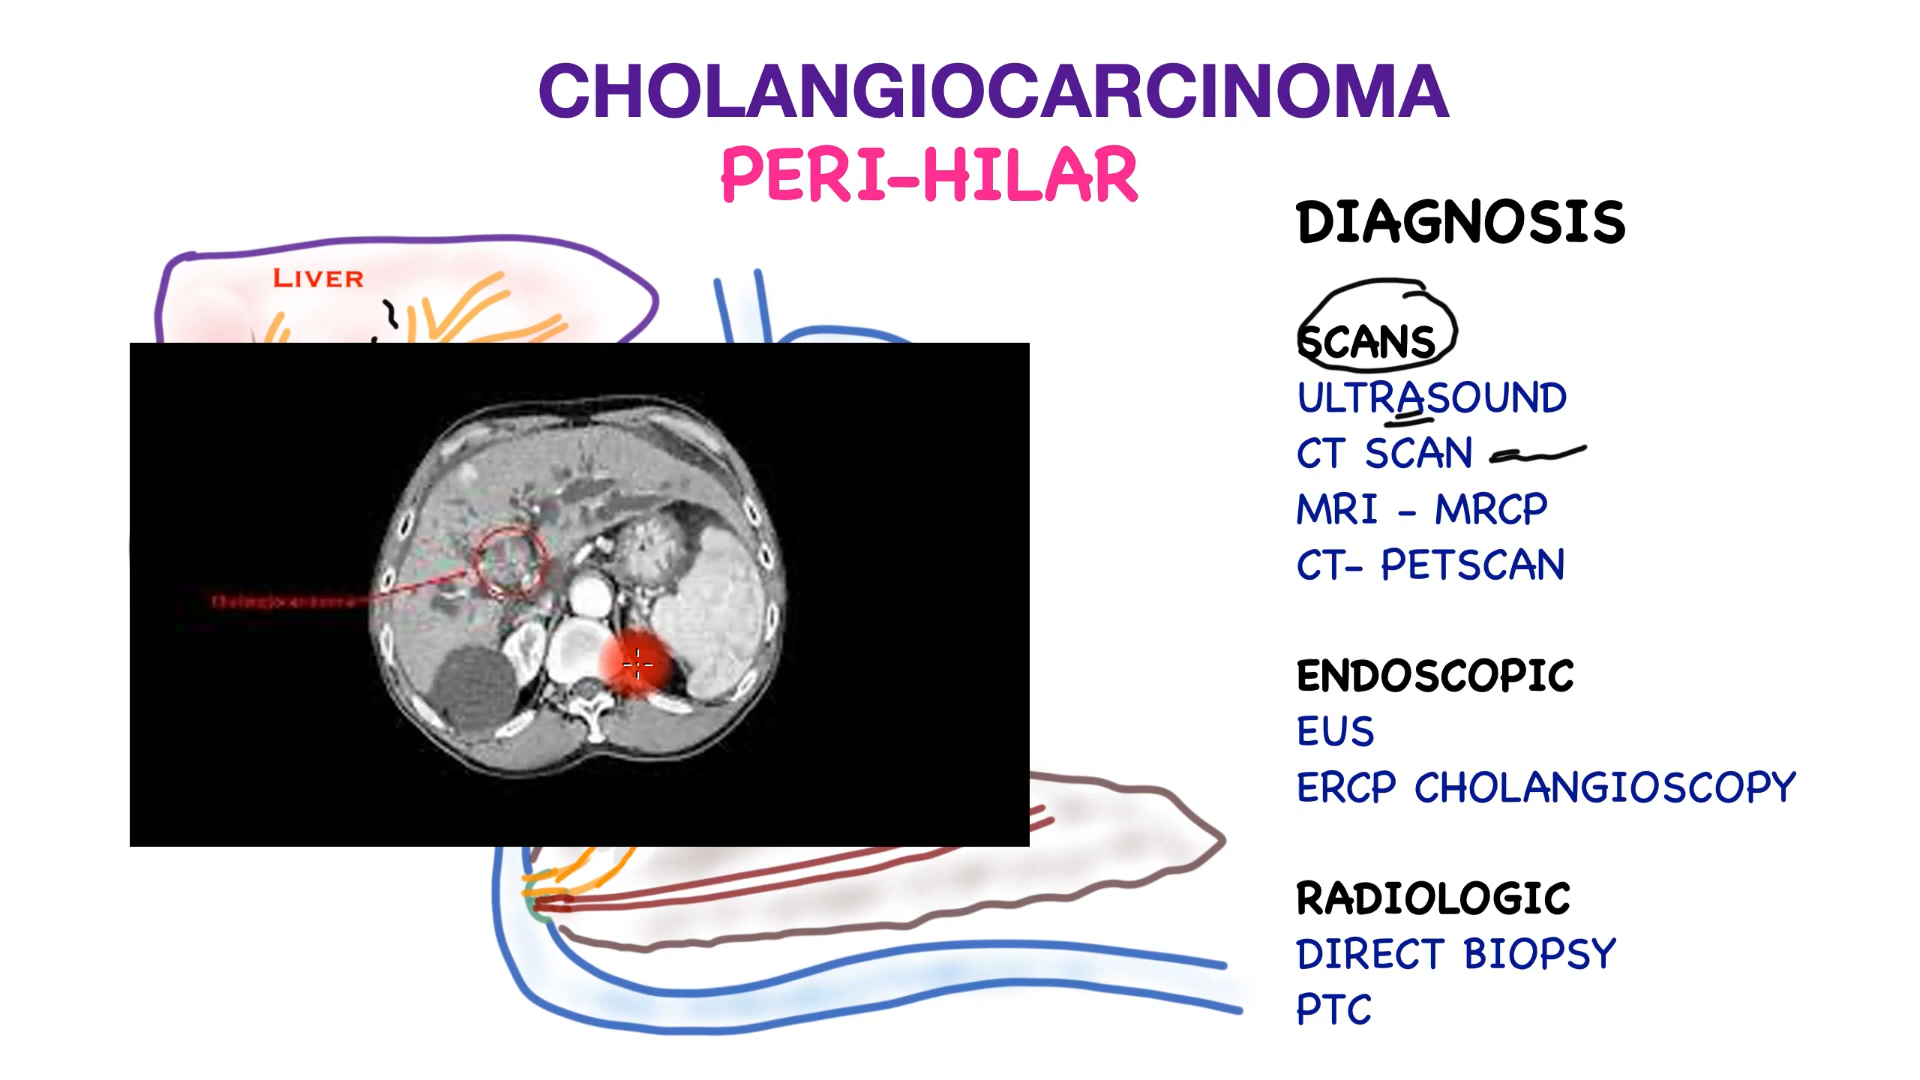 CHOLANGIOCARCINOMA
PERI-HILAR
DIAGNOSIS
LIVER
SCANS
ULTRASOUND
CT SCAN
MRI - MRCP
CT- PETSCAN
ENDOSCOPIC
EUS
ERCP CHOLANGIOSCOPY
RADIOLOGIC
DIRECT BIOPSY
PTC